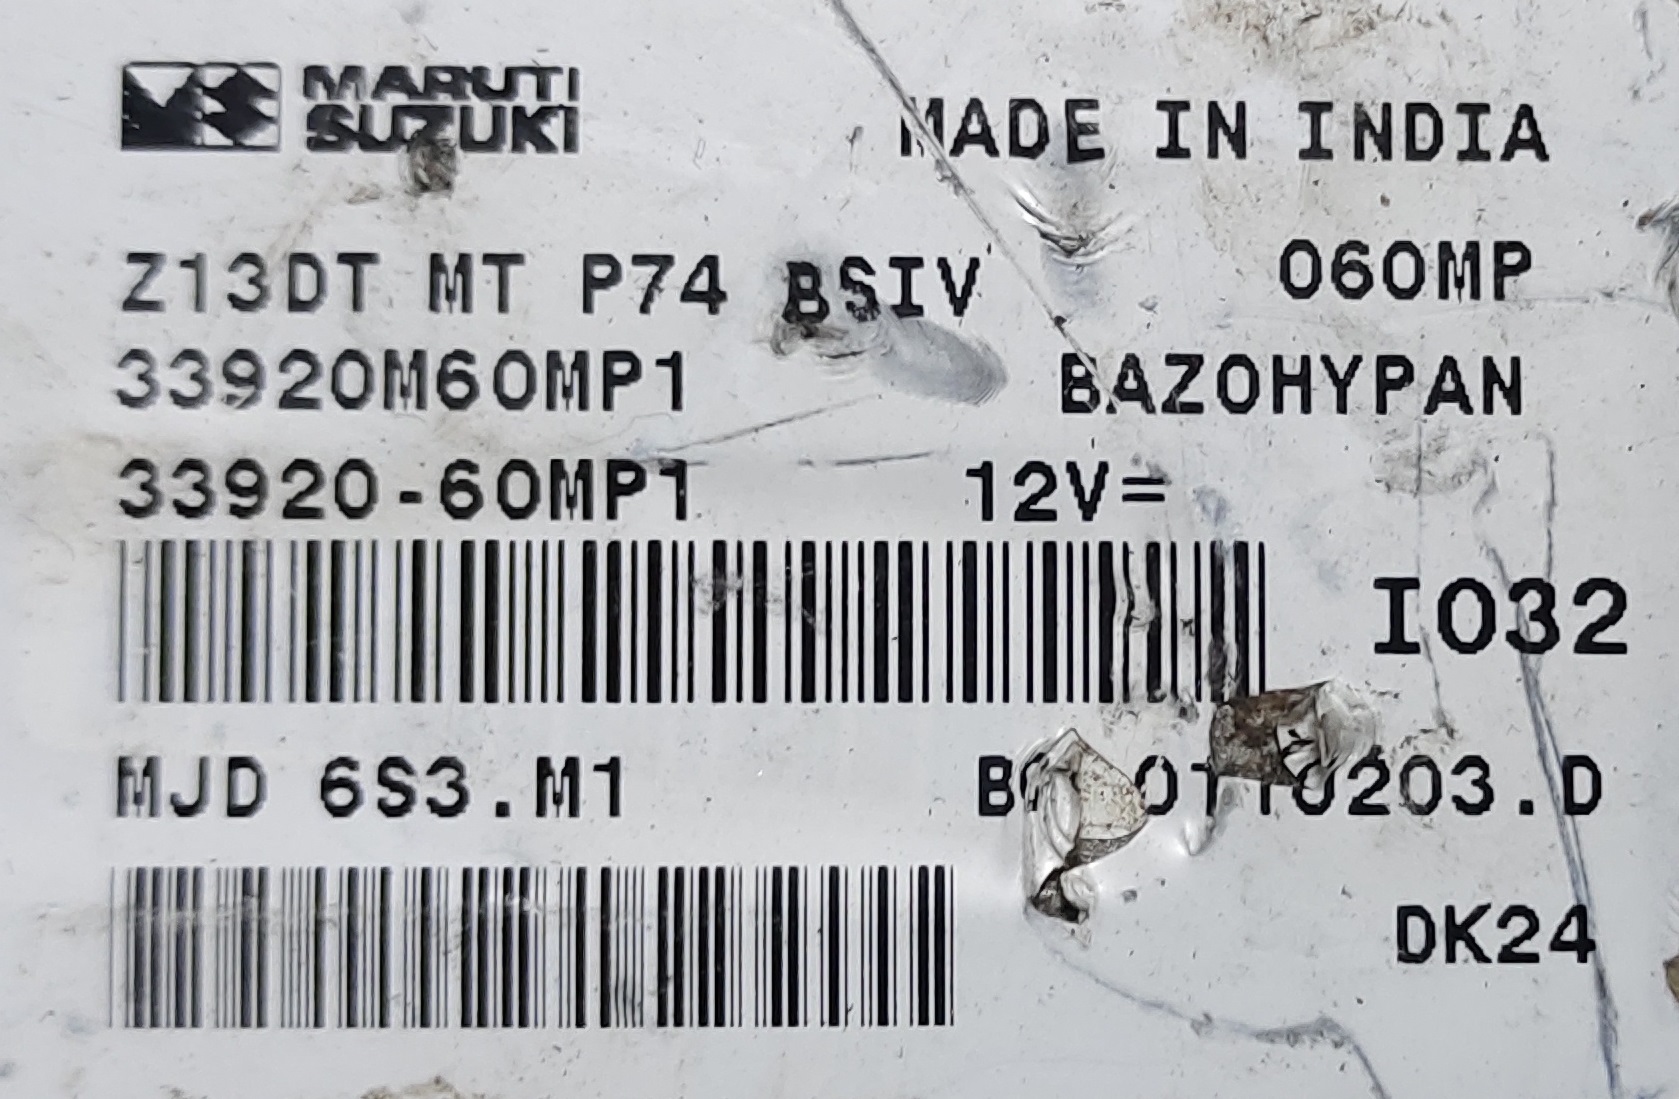 MARUTI
SUZUKI
MADE IN INDIA
Z13DT MT P74 BSIV
060MP
33920M60MP1
BAZOHYPAN
33920-60MP1
12V=
I032
MJD 6S3.M1
DK24